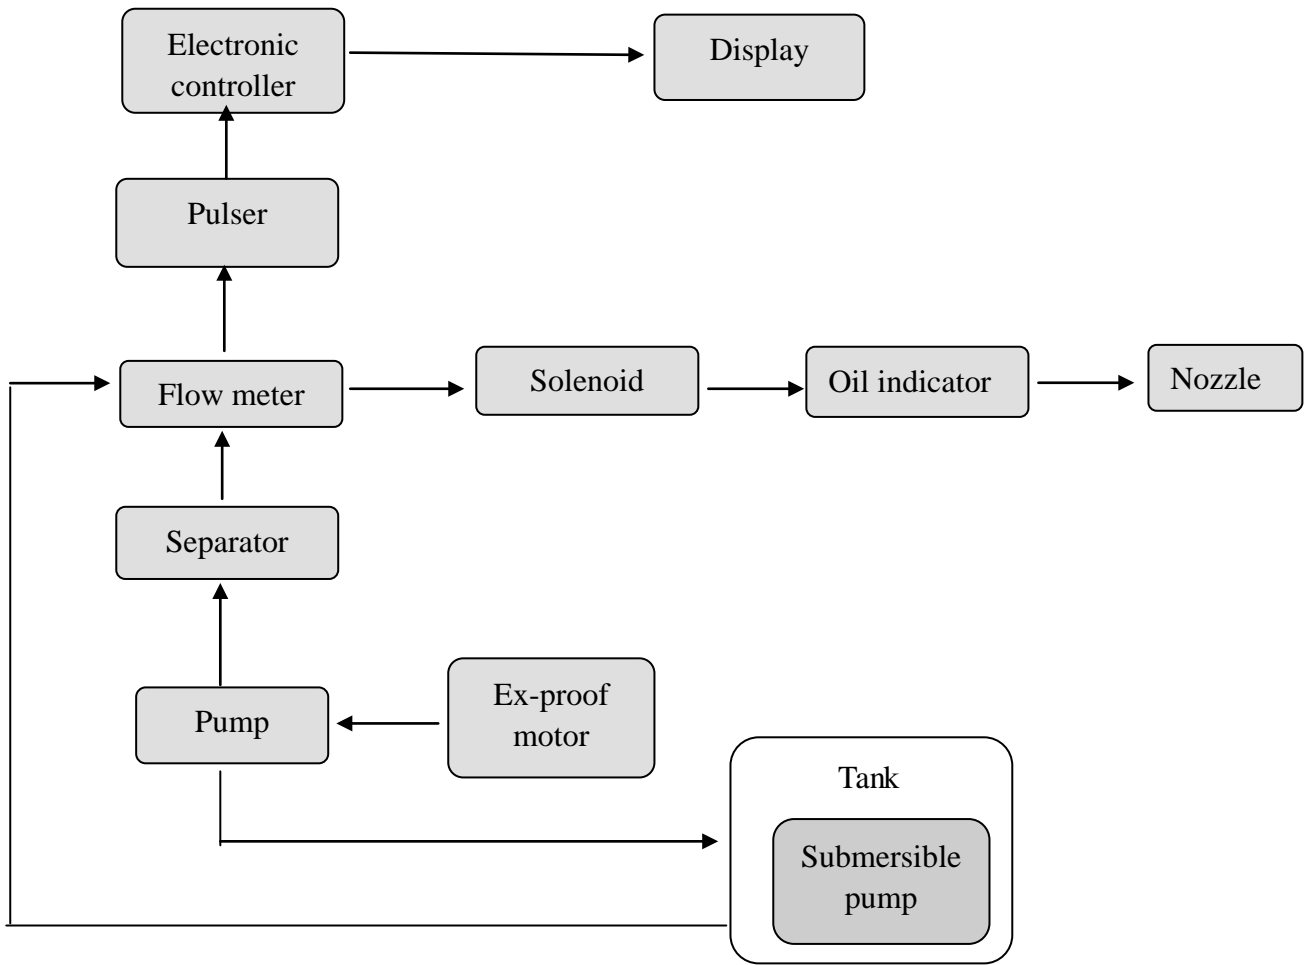 Electronic
controller
Display
Pulser
Flow meter
Solenoid
Oil indicator
Nozzle
Separator
Pump
Ex-proof
motor
Tank
Submersible
pump